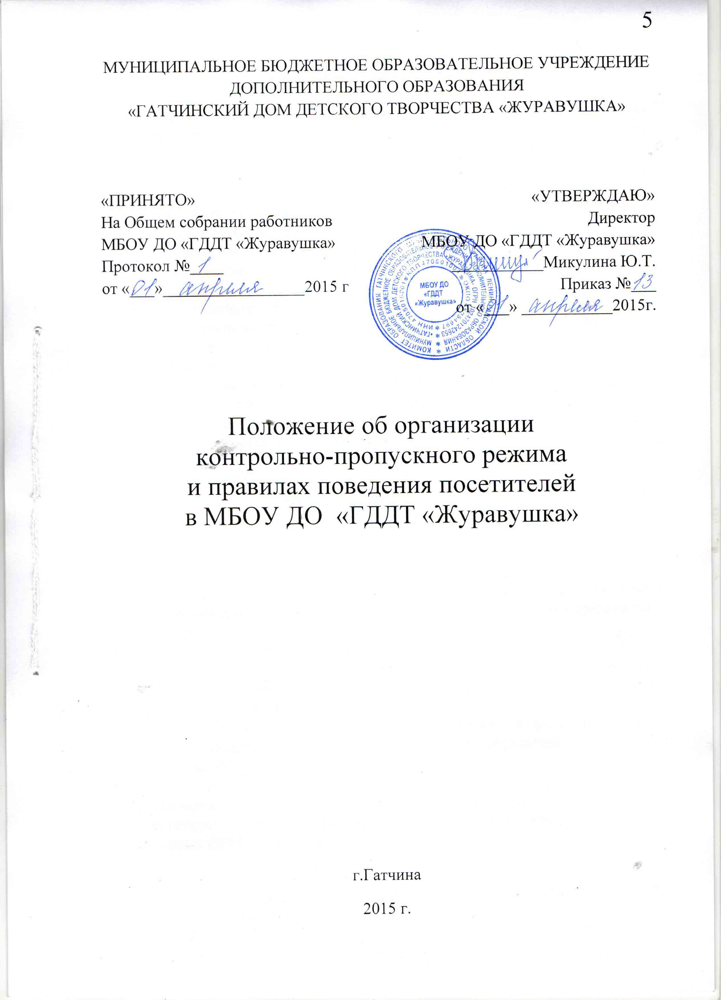 5
МУНИЦИПАЛЬНОЕ БЮДЖЕТНОЕ ОБРАЗОВАТЕЛЬНОЕ УЧРЕЖДЕНИЕ
ДОПОЛНИТЕЛЬНОГО ОБРАЗОВАНИЯ
«ГАТЧИНСКИЙ ДОМ ДЕТСКОГО ТВОРЧЕСТВА «ЖУРАВУШКА»
«ПРИНЯТО»
На Общем собрании работников
МБОУ ДО «ГДДТ «Журавушка»
Протокол № 1
от «01» апреля 2015 г
«УТВЕРЖДАЮ»
Директор
МБОУ ДО «ГДДТ «Журавушка»
Микулина Ю.Т.
Приказ №13
от «01» апреля 2015г.
МБОУ ДО
«ГДДТ
«Журавушка»
Положение об организации
контрольно-пропускного режима
и правилах поведения посетителей
в МБОУ ДО «ГДДТ «Журавушка»
г.Гатчина
2015 г.